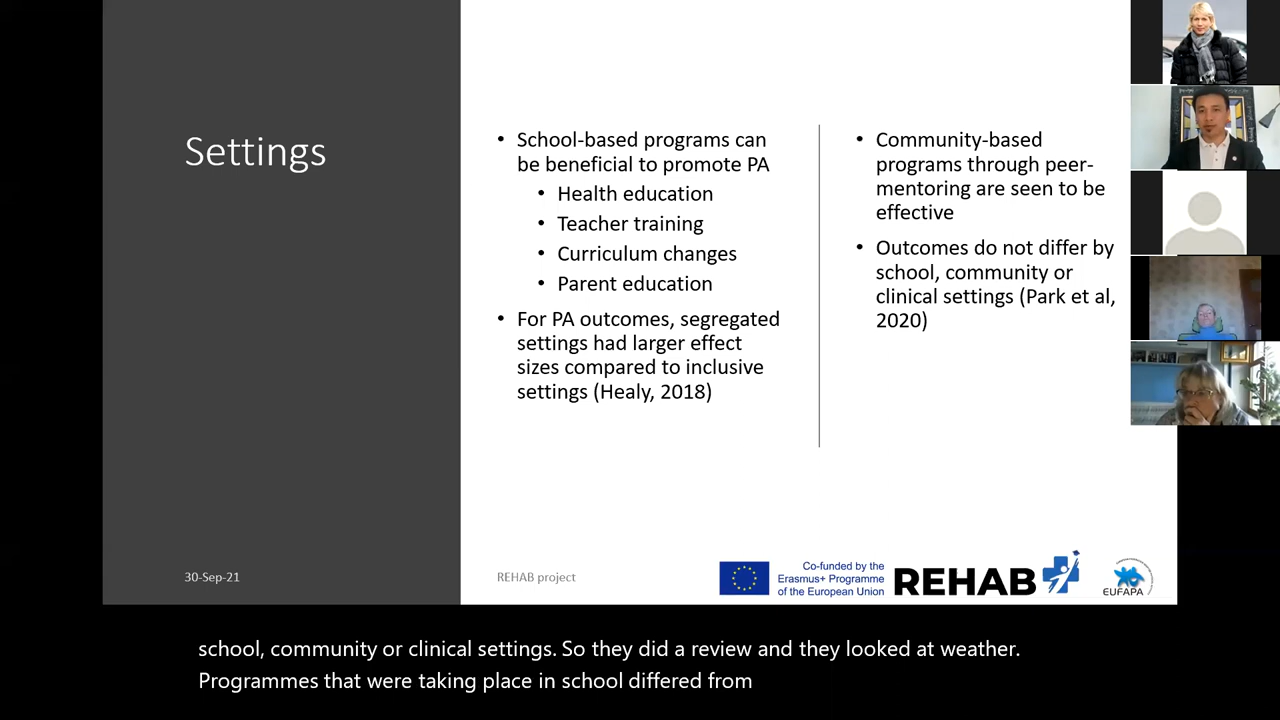 Settings
• School-based programs can
be beneficial to promote PA
• Health education
• Teacher training
• Curriculum changes
• Parent education
• For PA outcomes, segregated
settings had larger effect
sizes compared to inclusive
settings (Healy, 2018)
• Community-based
programs through peer-
mentoring are seen to be
effective
• Outcomes do not differ by
school, community or
clinical settings (Park et al,
2020)
30-Sep-21
REHAB project
Co-funded by the
Erasmus+ Programme
of the European Union
REHAB
EUFAPA
school, community or clinical settings. So they did a review and they looked at weather.
Programmes that were taking place in school differed from